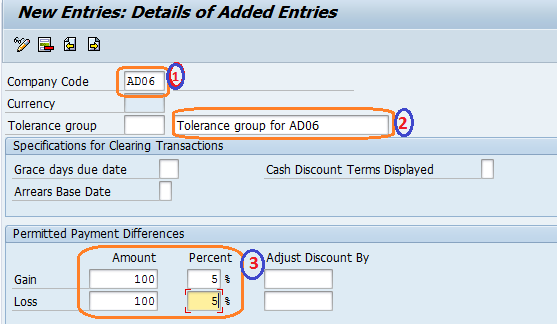 New Entries: Details of Added Entries
Company Code AD06 1
Currency
Tolerance group Tolerance group for AD06 2
Specifications for Clearing Transactions
Grace days due date Cash Discount Terms Displayed
Arrears Base Date
Permitted Payment Differences
Amount Percent 3 Adjust Discount By
Gain 100 5 %
Loss 100 5 %